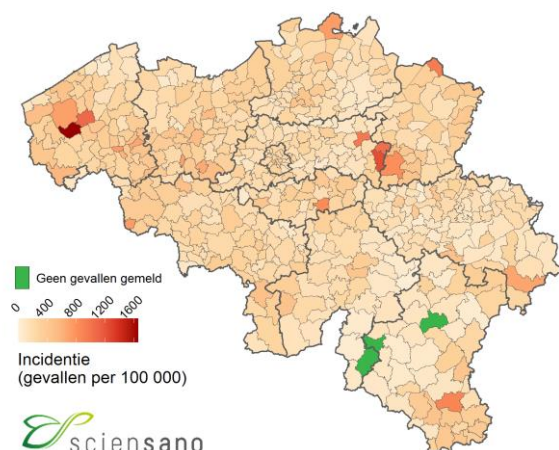 Geen gevallen gemeld
0 400 800 1200 1600
Incidentie
(gevallen per 100 000)
sciensano